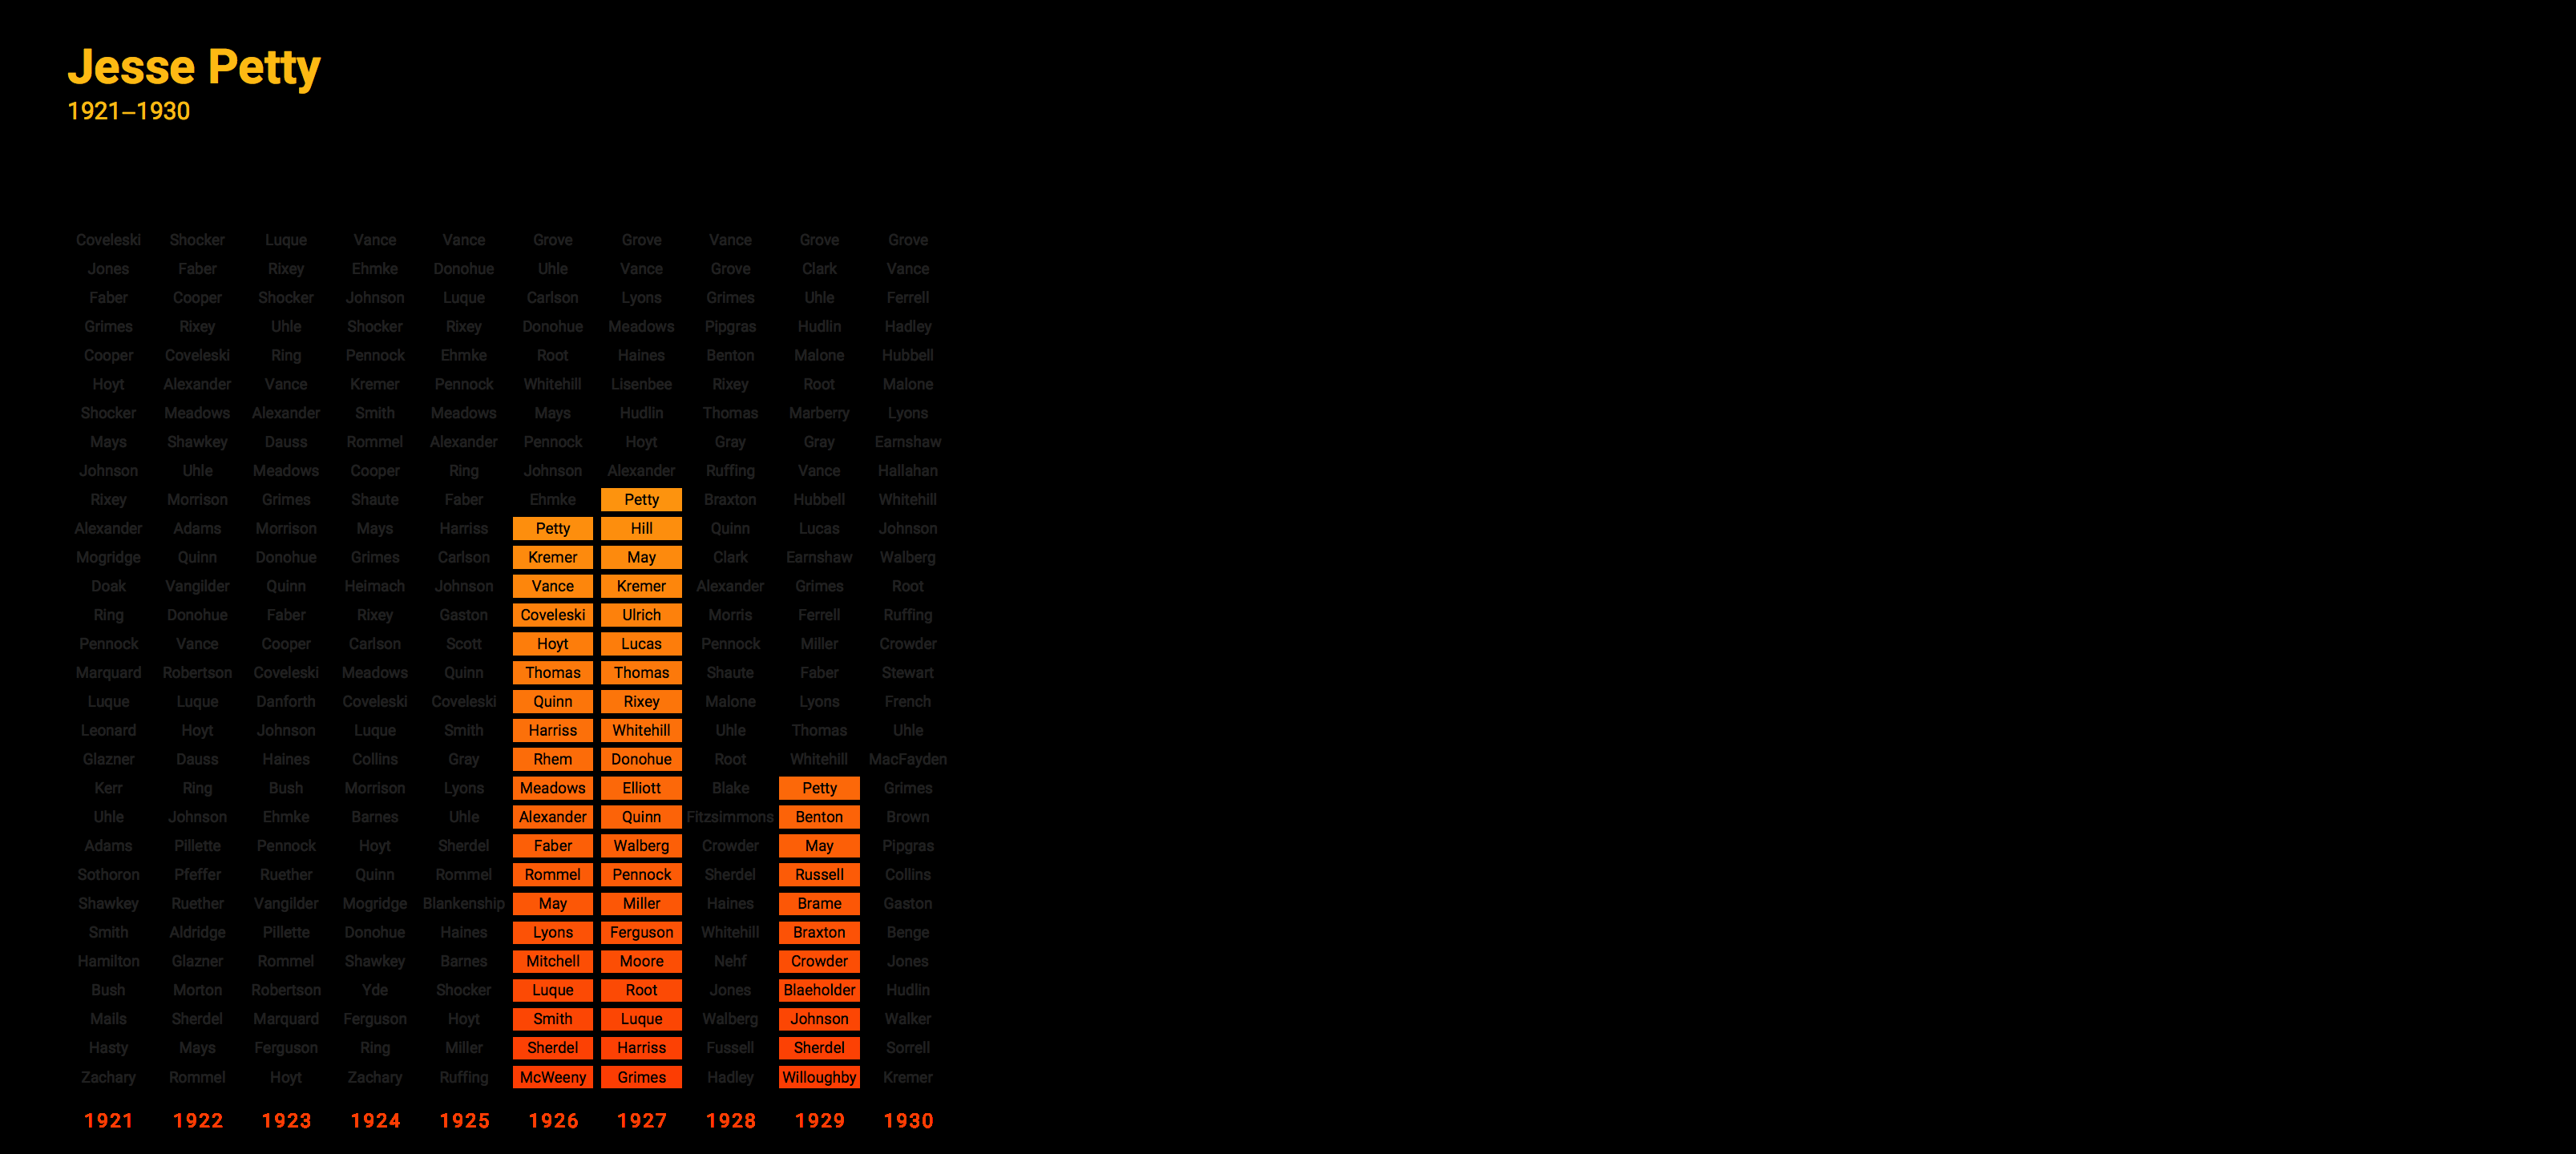 Jesse Petty
1921–1930
Coveleski Shocker Luque Vance Vance Grove Grove Vance Grove Grove
Jones Faber Rixey Ehmke Donohue Uhle Vance Grove Clark Vance
Faber Cooper Shocker Johnson Luque Carlson Lyons Grimes Uhle Ferrell
Grimes Rixey Uhle Shocker Rixey Donohue Meadows Pipgras Hudlin Hadley
Cooper Coveleski Ring Pennock Ehmke Root Haines Benton Malone Hubbell
Hoyt Alexander Vance Kremer Pennock Whitehill Lisenbee Rixey Root Malone
Shocker Meadows Alexander Smith Meadows Mays Hudlin Thomas Marberry Lyons
Mays Shawkey Dauss Rommel Alexander Pennock Hoyt Gray Gray Earnshaw
Johnson Uhle Meadows Cooper Ring Johnson Alexander Ruffing Vance Hallahan
Rixey Morrison Grimes Shaute Faber Ehmke Petty Braxton Hubbell Whitehill
Alexander Adams Morrison Mays Harriss Petty Hill Quinn Lucas Johnson
Mogridge Quinn Donohue Grimes Carlson Kremer May Clark Earnshaw Walberg
Doak Vangilder Quinn Helmach Johnson Vance Kremer Alexander Grimes Root
Ring Donohue Faber Rixey Gaston Coveleski Ulrich Morris Ferrell Ruffing
Pennock Vance Cooper Carlson Scott Hoyt Lucas Pennock Miller Crowder
Marquard Robertson Coveleski Meadows Quinn Thomas Thomas Shaute Faber Stewart
Luque Luque Danforth Coveleski Coveleski Quinn Rixey Malone Lyons French
Leonard Hoyt Johnson Luque Smith Harriss Whitehill Uhle Thomas Uhle
Glazner Dauss Haines Collins Gray Rhem Donohue Root Whitehill MacFayden
Kerr Ring Bush Morrison Lyons Meadows Elliott Blake Petty Grimes
Uhle Johnson Ehmke Barnes Uhle Alexander Quinn Fitzsimmons Benton Brown
Adams Pillette Pennock Hoyt Sherdel Faber Walberg Crowder May Pipgras
Sothoron Pfeffer Ruether Quinn Rommel Rommel Pennock Sherdel Russell Collins
Shawkey Ruether Vangilder Mogridge Blankenship May Miller Haines Brame Gaston
Smith Aldridge Pillette Donohue Haines Lyons Ferguson Whitehill Braxton Benge
Hamilton Glazner Rommel Shawkey Barnes Mitchell Moore Nehf Crowder Jones
Bush Morton Robertson Yde Shocker Luque Root Jones Blaeholder Hudlin
Mails Sherdel Marquard Ferguson Hoyt Smith Luque Walberg Johnson Walker
Hasty Mays Ferguson Ring Miller Sherdel Harriss Fussell Sherdel Sorrell
Zachary Rommel Hoyt Zachary Ruffing McWeeny Grimes Hadley Willoughby Kremer
1921 1922 1923 1924 1925 1926 1927 1928 1929 1930